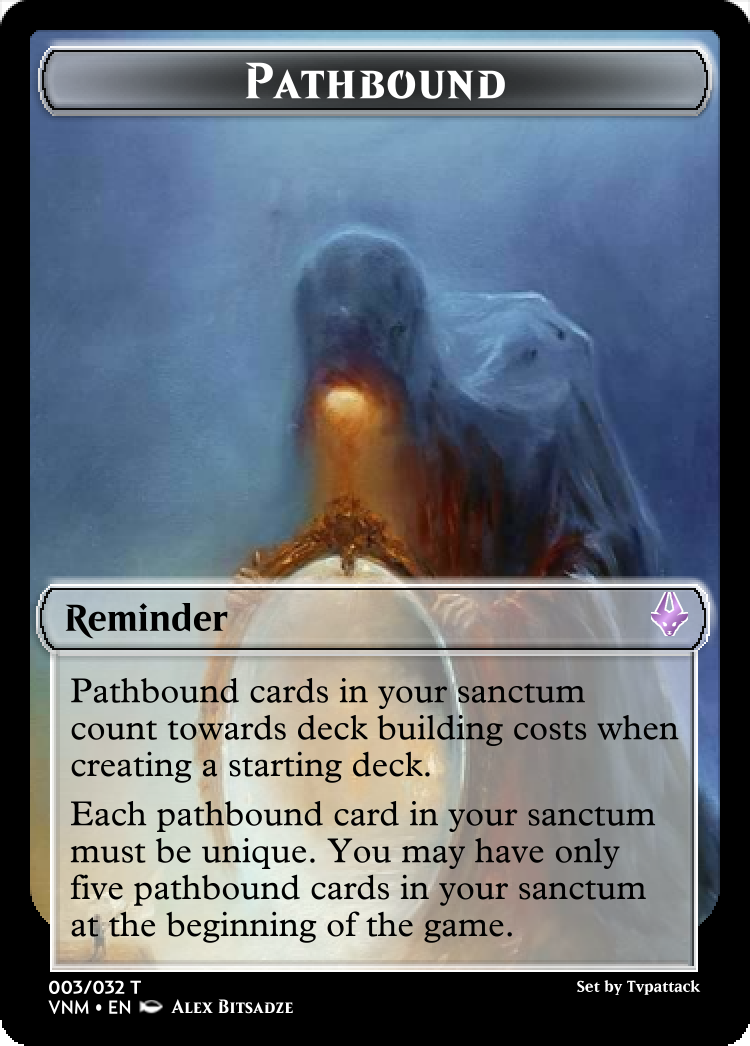 Pathbound
Reminder
Pathbound cards in your sanctum
count towards deck building costs when
creating a starting deck.
Each pathbound card in your sanctum
must be unique. You may have only
five pathbound cards in your sanctum
at the beginning of the game.
003/032 T
Set by Tvpattack
VNM • EN Alex Bitsadze